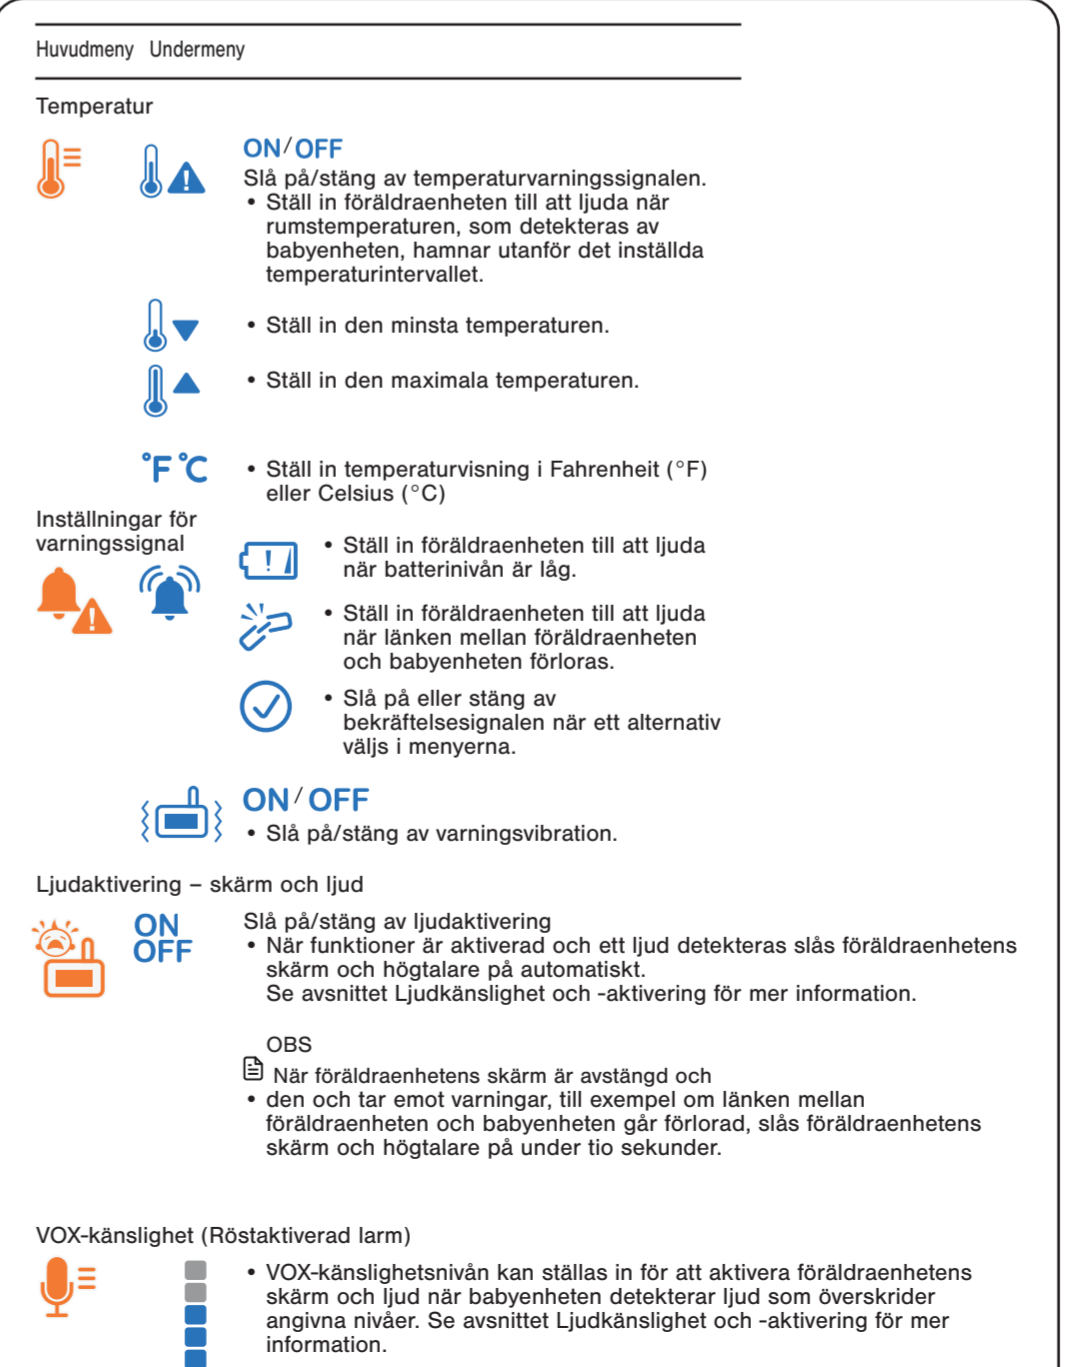 Huvudmeny Undermeny
Temperatur
ON/OFF
Slå på/stäng av temperaturvarningssignalen.
• Ställ in föräldraenheten till att ljuda när
rumstemperaturen, som detekteras av
babyenheten, hamnar utanför det inställda
temperaturintervallet.
• Ställ in den minsta temperaturen.
• Ställ in den maximala temperaturen.
°F °C
• Ställ in temperaturvisning i Fahrenheit (°F)
eller Celsius (°C)
Inställningar för
varningssignal
• Ställ in föräldraenheten till att ljuda
när batterinivån är låg.
• Ställ in föräldraenheten till att ljuda
när länken mellan föräldraenheten
och babyenheten förloras.
• Slå på eller stäng av
bekräftelsesignalen när ett alternativ
väljs i menyerna.
ON/OFF
• Slå på/stäng av varningsvibration.
Ljudaktivering – skärm och ljud
ON
OFF
Slå på/stäng av ljudaktivering
• När funktioner är aktiverad och ett ljud detekteras slås föräldraenhetens
skärm och högtalare på automatiskt.
Se avsnittet Ljudkänslighet och -aktivering för mer information.
OBS
När föräldraenhetens skärm är avstängd och
• den och tar emot varningar, till exempel om länken mellan
föräldraenheten och babyenheten går förlorad, slås föräldraenhetens
skärm och högtalare på under tio sekunder.
VOX-känslighet (Röstaktiverad larm)
• VOX-känslighetsnivån kan ställas in för att aktivera föräldraenhetens
skärm och ljud när babyenheten detekterar ljud som överskrider
angivna nivåer. Se avsnittet Ljudkänslighet och -aktivering för mer
information.